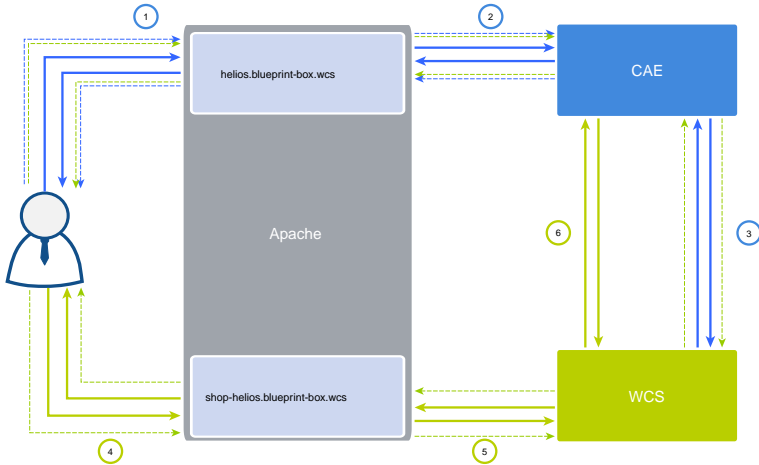 1
2
helios.blueprint-box.wcs
CAE
Apache
6
3
shop-helios.blueprint-box.wcs
WCS
4
5